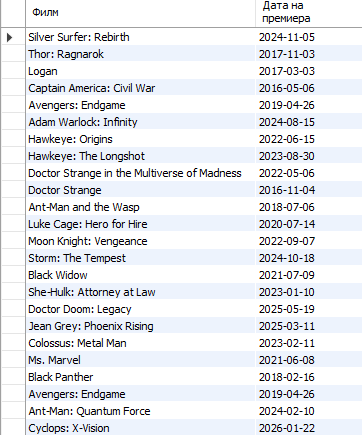 Филм Дата на премиера
Silver Surfer: Rebirth 2024-11-05
Thor: Ragnarok 2017-11-03
Logan 2017-03-03
Captain America: Civil War 2016-05-06
Avengers: Endgame 2019-04-26
Adam Warlock: Infinity 2024-08-15
Hawkeye: Origins 2022-06-15
Hawkeye: The Longshot 2023-08-30
Doctor Strange in the Multiverse of Madness 2022-05-06
Doctor Strange 2016-11-04
Ant-Man and the Wasp 2018-07-06
Luke Cage: Hero for Hire 2020-07-14
Moon Knight: Vengeance 2022-09-07
Storm: The Tempest 2024-10-18
Black Widow 2021-07-09
She-Hulk: Attorney at Law 2023-01-10
Doctor Doom: Legacy 2025-05-19
Jean Grey: Phoenix Rising 2025-03-11
Colossus: Metal Man 2023-02-11
Ms. Marvel 2021-06-08
Black Panther 2018-02-16
Avengers: Endgame 2019-04-26
Ant-Man: Quantum Force 2024-02-10
Cyclops: X-Vision 2026-01-22